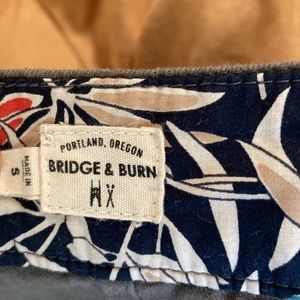 PORTLAND, OREGON
BRIDGE & BURN
MADE IN
S